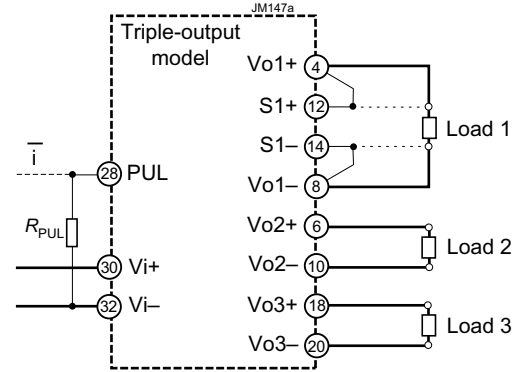 JM147a
Triple-output
model
Vo1+ 4
S1+ 12
Load 1
S1– 14
i
28 PUL
Vo1– 8
Vo2+ 6
RPUL
Load 2
30 Vi+
Vo2– 10
32 Vi–
Vo3+ 18
Load 3
Vo3– 20